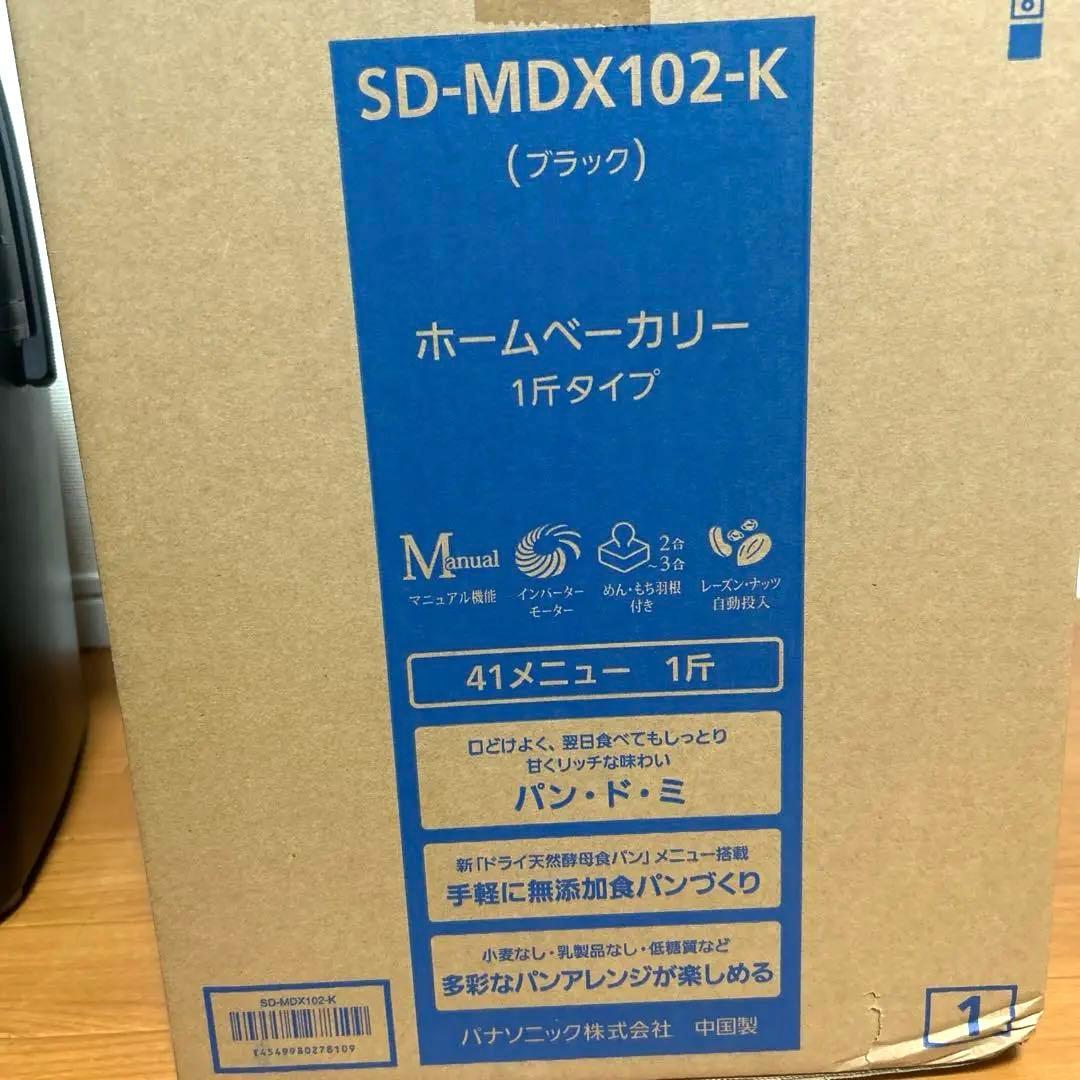 SD-MDX102-K
(ブラック)
ホームベーカリー
1斤タイプ
Manual
マニュアル機能
インバーター
モーター
2合
~3合
めん・もち羽根
付き
レーズン・ナッツ
自動投入
41メニュー 1斤
口どけよく、翌日食べてもしっとり
甘くリッチな味わい
パン・ド・ミ
新「ドライ天然酵母食パン」メニュー搭載
手軽に無添加食パンづくり
小麦なし・乳製品なし・低糖質など
多彩なパンアレンジが楽しめる
パナソニック株式会社 中国製
SD-MDX102-K
1